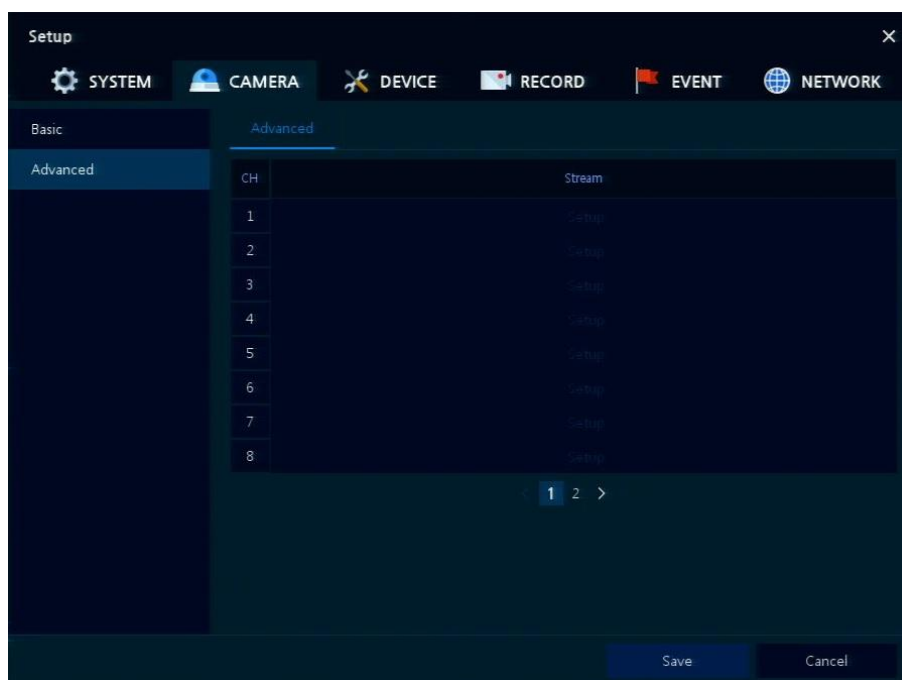 Setup
SYSTEM CAMERA DEVICE RECORD EVENT NETWORK
Basic
Advanced
Advanced
CH Stream
1 Setup
2 Setup
3 Setup
4 Setup
5 Setup
6 Setup
7 Setup
8 Setup
1 2
Save Cancel